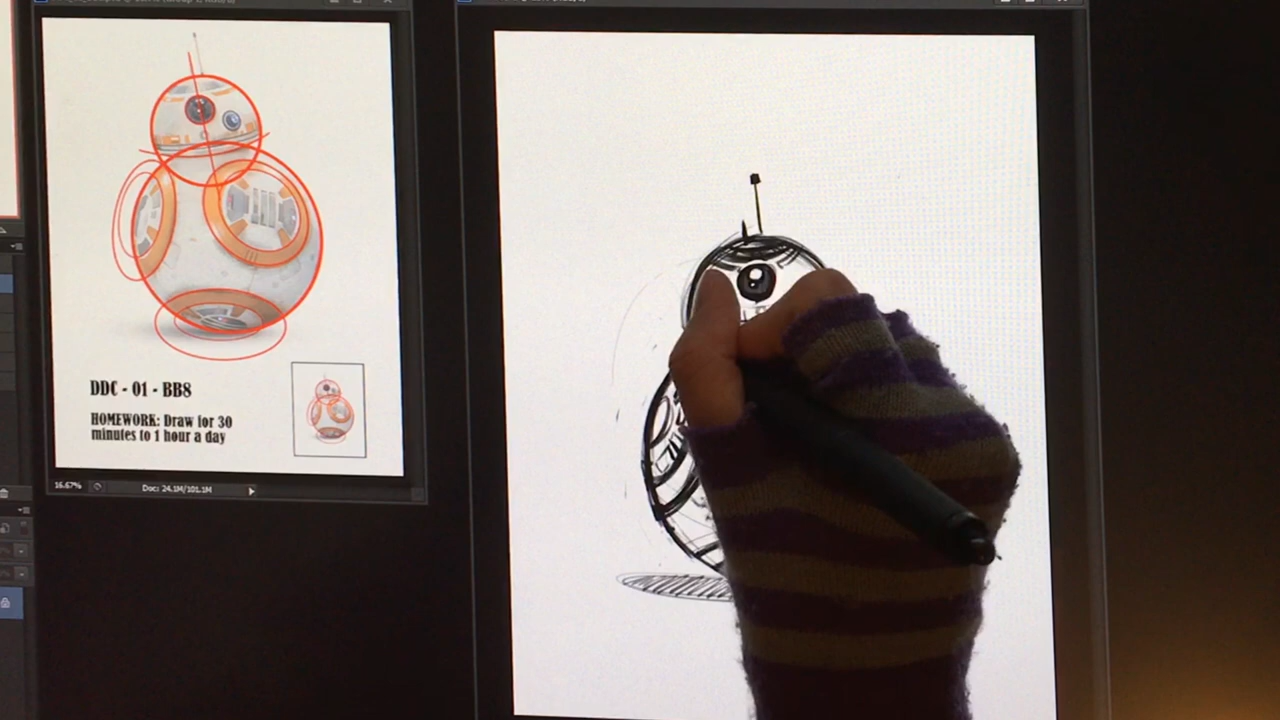 DDC - 01 - BB8
HOMEWORK: Draw for 30
minutes to 1 hour a day
16.67%
Doc: 24.1M/101.1M